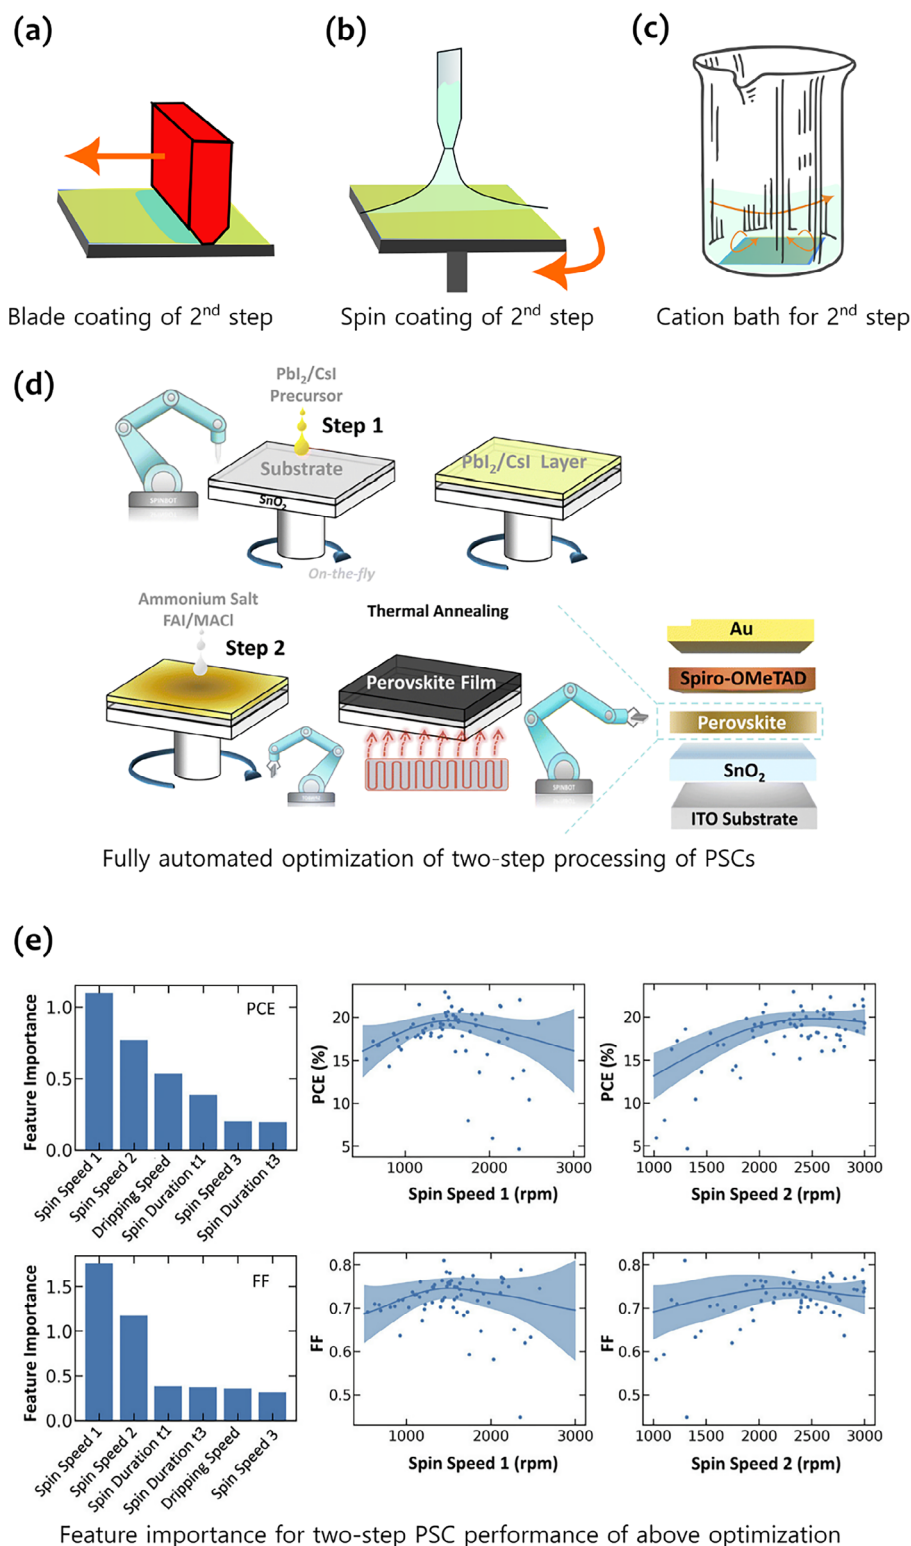 (a)
(b)
(c)
Blade coating of 2nd step
Spin coating of 2nd step
Cation bath for 2nd step
(d)
PbI2/CsI
Precursor
Step 1
Substrate
SnO2
SPINBOT
On-the-fly
PbI2/CsI Layer
Ammonium Salt
FAI/MACl
Step 2
Thermal Annealing
Perovskite Film
SPINBOT
Au
Spiro-OMeTAD
Perovskite
SnO2
ITO Substrate
Fully automated optimization of two-step processing of PSCs
(e)
Feature Importance
1.0
0.5
0.0
PCE
Spin Speed 1
Spin Speed 2
Dripping Speed
Spin Duration t1
Spin Speed 3
Spin Duration t3
PCE (%)
20
15
10
5
1000 1500 2000 2500 3000
Spin Speed 1 (rpm)
PCE (%)
20
15
10
5
1000 1500 2000 2500 3000
Spin Speed 2 (rpm)
Feature Importance
1.5
1.0
0.5
0.0
FF
Spin Speed 1
Spin Speed 2
Spin Duration t1
Spin Duration t3
Dripping Speed
Spin Speed 3
FF
0.8
0.7
0.6
0.5
1000 1500 2000 2500 3000
Spin Speed 1 (rpm)
FF
0.8
0.7
0.6
0.5
1000 1500 2000 2500 3000
Spin Speed 2 (rpm)
Feature importance for two-step PSC performance of above optimization